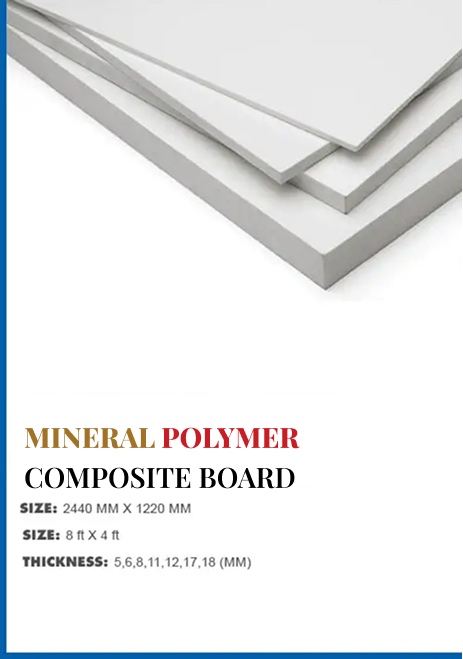 MINERAL POLYMER
COMPOSITE BOARD
SIZE: 2440 MM X 1220 MM
SIZE: 8 ft X 4 ft
THICKNESS: 5,6,8,11,12,17,18 (MM)